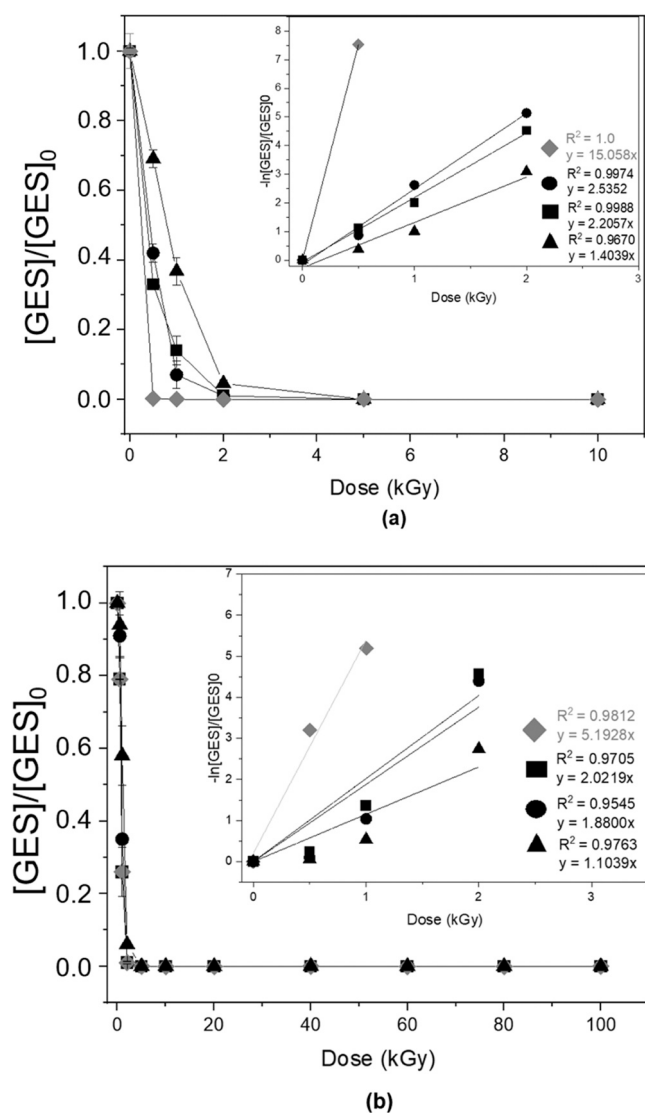 1.0
0.8
0.6
0.4
0.2
0.0
[GES]/[GES]0
0 2 4 6 8 10
Dose (kGy)
8
7
6
5
4
3
2
1
0
-ln[GES]/[GES]0
0 1 2 3
Dose (kGy)
R² = 1.0
y = 15.058x
R² = 0.9974
y = 2.5352
R² = 0.9988
y = 2.2057x
R² = 0.9670
y = 1.4039x
(a)
1.0
0.8
0.6
0.4
0.2
0.0
[GES]/[GES]0
0 20 40 60 80 100
Dose (kGy)
7
6
5
4
3
2
1
0
-ln[GES]/[GES]0
0 1 2 3
Dose (kGy)
R² = 0.9812
y = 5.1928x
R² = 0.9705
y = 2.0219x
R² = 0.9545
y = 1.8800x
R² = 0.9763
y = 1.1039x
(b)